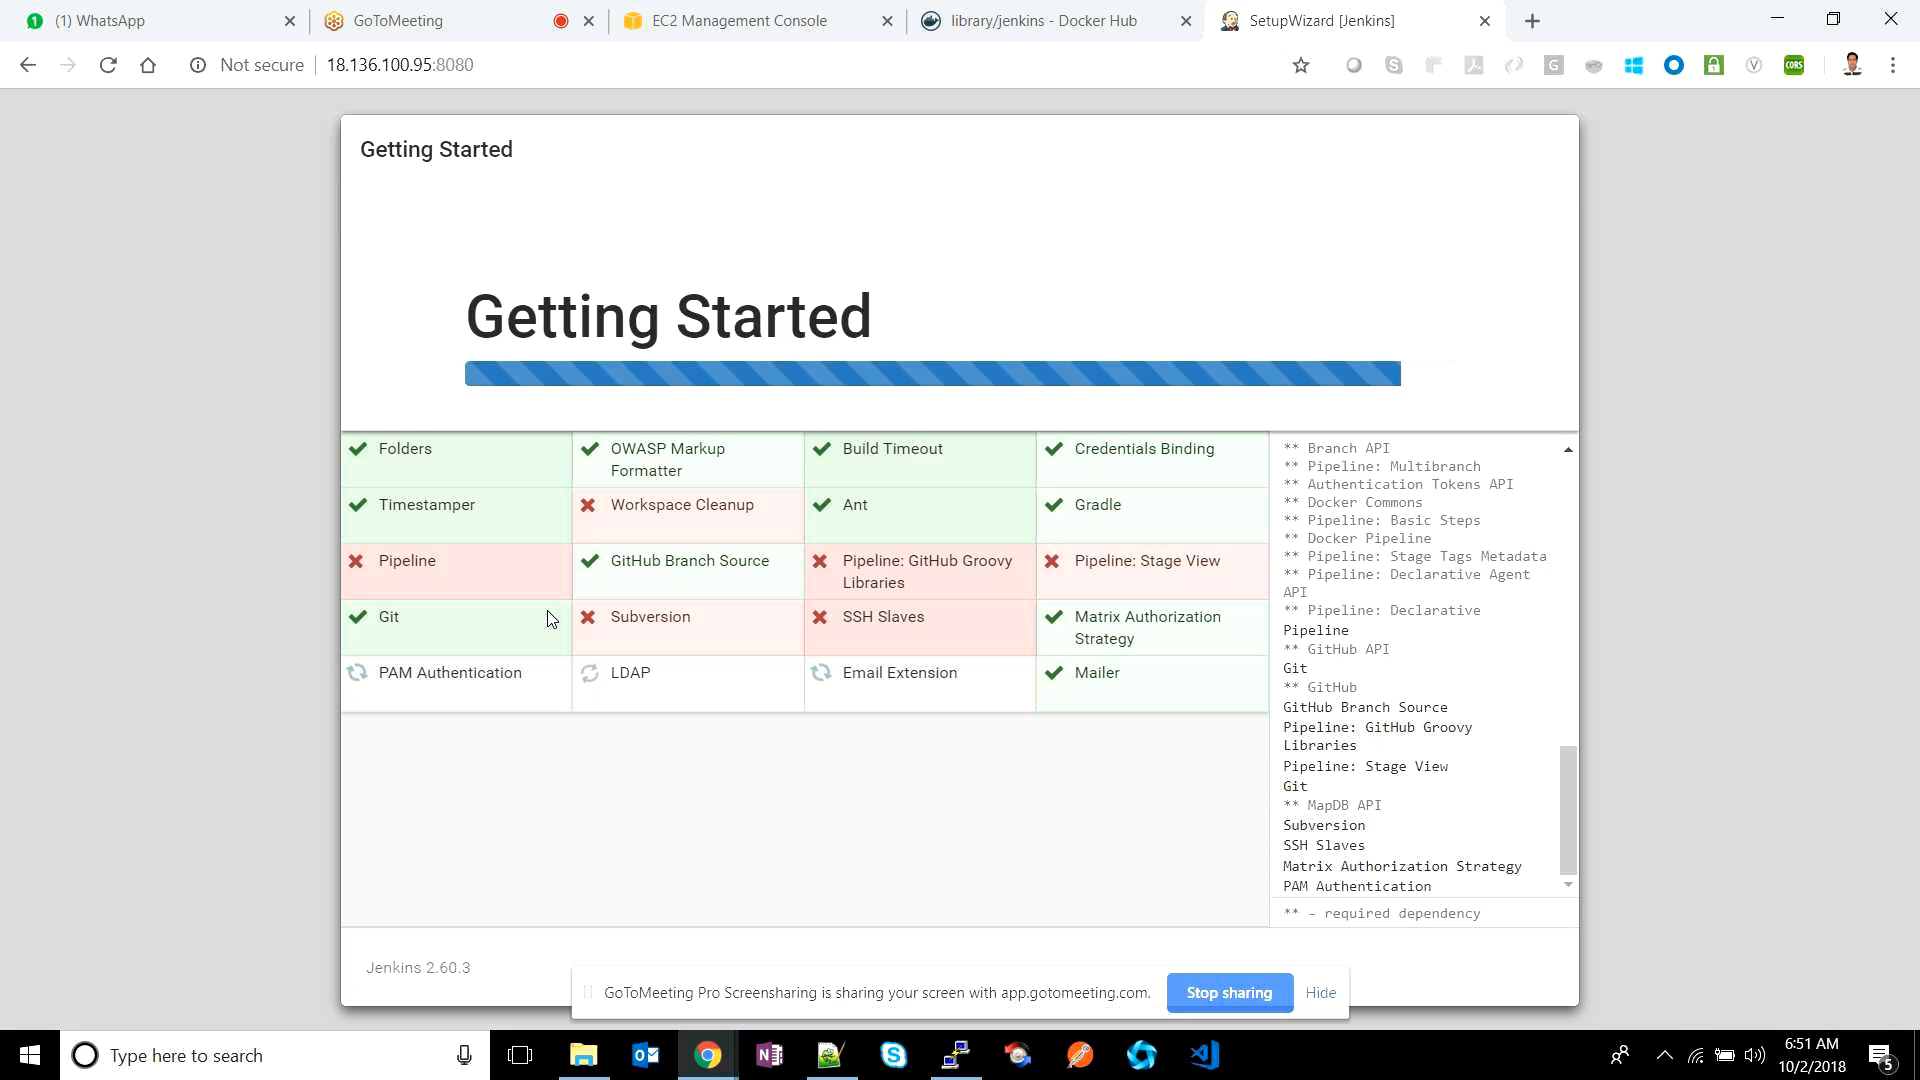 (1) WhatsApp
GoToMeeting
EC2 Management Console
library/jenkins - Docker Hub
SetupWizard [Jenkins]
Not secure
18.136.100.95:8080
G
V
CORS
Getting Started
Getting Started
Folders
OWASP Markup
Formatter
Build Timeout
Credentials Binding
Timestamper
Workspace Cleanup
Ant
Gradle
Pipeline
GitHub Branch Source
Pipeline: GitHub Groovy
Libraries
Pipeline: Stage View
Git
Subversion
SSH Slaves
Matrix Authorization
Strategy
PAM Authentication
LDAP
Email Extension
Mailer
** Branch API
** Pipeline: Multibranch
** Authentication Tokens API
** Docker Commons
** Pipeline: Basic Steps
** Docker Pipeline
** Pipeline: Stage Tags Metadata
** Pipeline: Declarative Agent
API
** Pipeline: Declarative
Pipeline
** GitHub API
Git
** GitHub
GitHub Branch Source
Pipeline: GitHub Groovy
Libraries
Pipeline: Stage View
Git
** MapDB API
Subversion
SSH Slaves
Matrix Authorization Strategy
PAM Authentication
** - required dependency
Jenkins 2.60.3
GoToMeeting Pro Screensharing is sharing your screen with app.gotomeeting.com.
Stop sharing
Hide
Type here to search
6:51 AM
10/2/2018
5